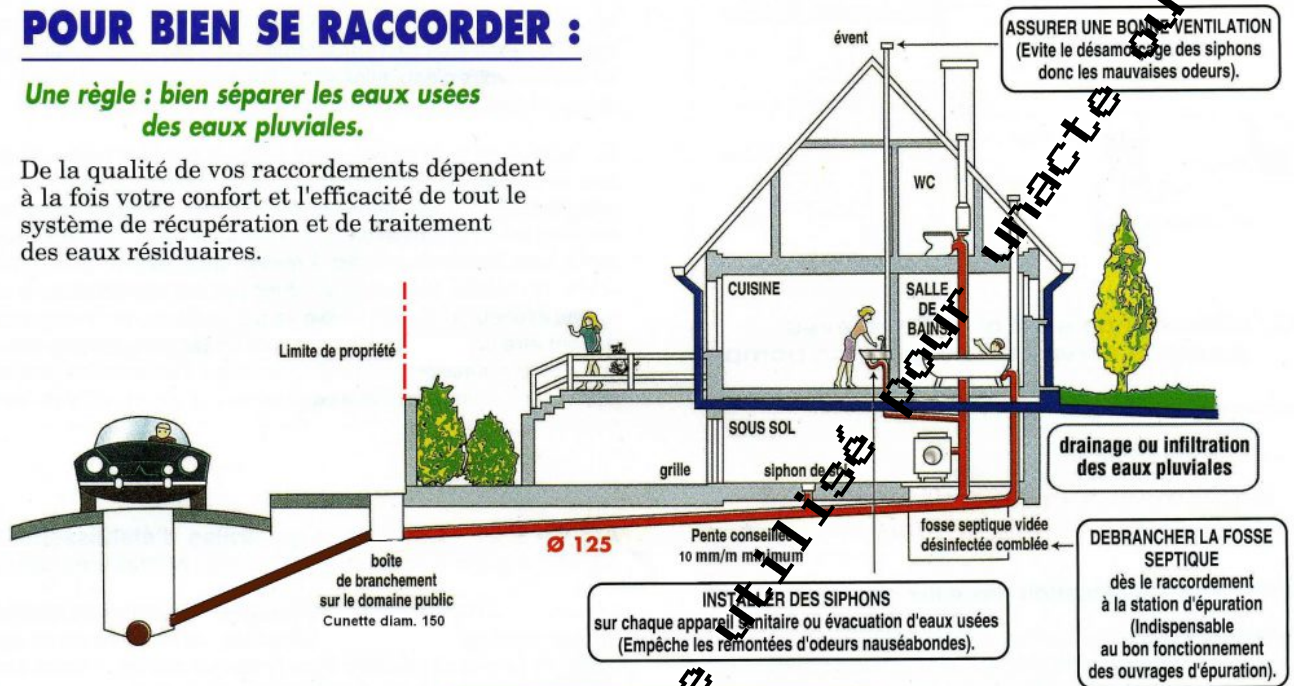 POUR BIEN SE RACCORDER :
Une règle : bien séparer les eaux usées
des eaux pluviales.
De la qualité de vos raccordements dépendent
à la fois votre confort et l'efficacité de tout le
système de récupération et de traitement
des eaux résiduaires.
évent
ASSURER UNE BONNE VENTILATION
(Evite le désamorçage des siphons
donc les mauvaises odeurs).
WC
CUISINE
SALLE
DE
BAINS
Limite de propriété
SOUS SOL
grille
siphon de sol
drainage ou infiltration
des eaux pluviales
Ø 125
Pente conseillée
10 mm/m minimum
fosse septique vidée
désinfectée comblée
boîte
de branchement
sur le domaine public
Cunette diam. 150
INSTALLER DES SIPHONS
sur chaque appareil sanitaire ou évacuation d'eaux usées
(Empêche les remontées d'odeurs nauséabondes).
DEBRANCHER LA FOSSE
SEPTIQUE
dès le raccordement
à la station d'épuration
(Indispensable
au bon fonctionnement
des ouvrages d'épuration).
e utilisé pour un acte ou